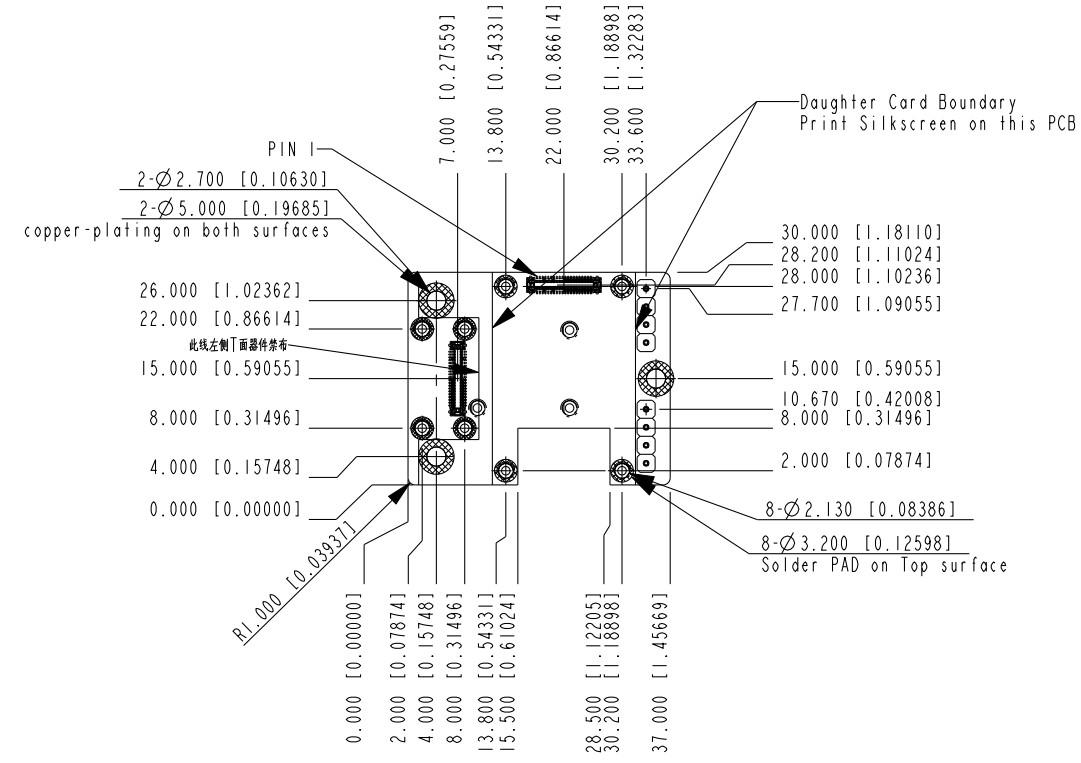 7.000 [0.27559]
13.800 [0.54331]
22.000 [0.86614]
30.200 [1.18898]
33.600 [1.32283]
Daughter Card Boundary
Print Silkscreen on this PCB
PIN 1
2-Ø2.700 [0.10630]
2-Ø5.000 [0.19685]
copper-plating on both surfaces
30.000 [1.18110]
28.200 [1.11024]
28.000 [1.10236]
27.700 [1.09055]
26.000 [1.02362]
22.000 [0.86614]
此线左侧T面器件禁布
15.000 [0.59055]
15.000 [0.59055]
10.670 [0.42008]
8.000 [0.31496]
8.000 [0.31496]
4.000 [0.15748]
2.000 [0.07874]
0.000 [0.00000]
8-Ø2.130 [0.08386]
8-Ø3.200 [0.12598]
Solder PAD on Top surface
R1.000 [0.03937]
0.000 [0.00000]
2.000 [0.07874]
4.000 [0.15748]
8.000 [0.31496]
13.800 [0.54331]
15.500 [0.61024]
28.500 [1.12205]
30.200 [1.18898]
37.000 [1.45669]